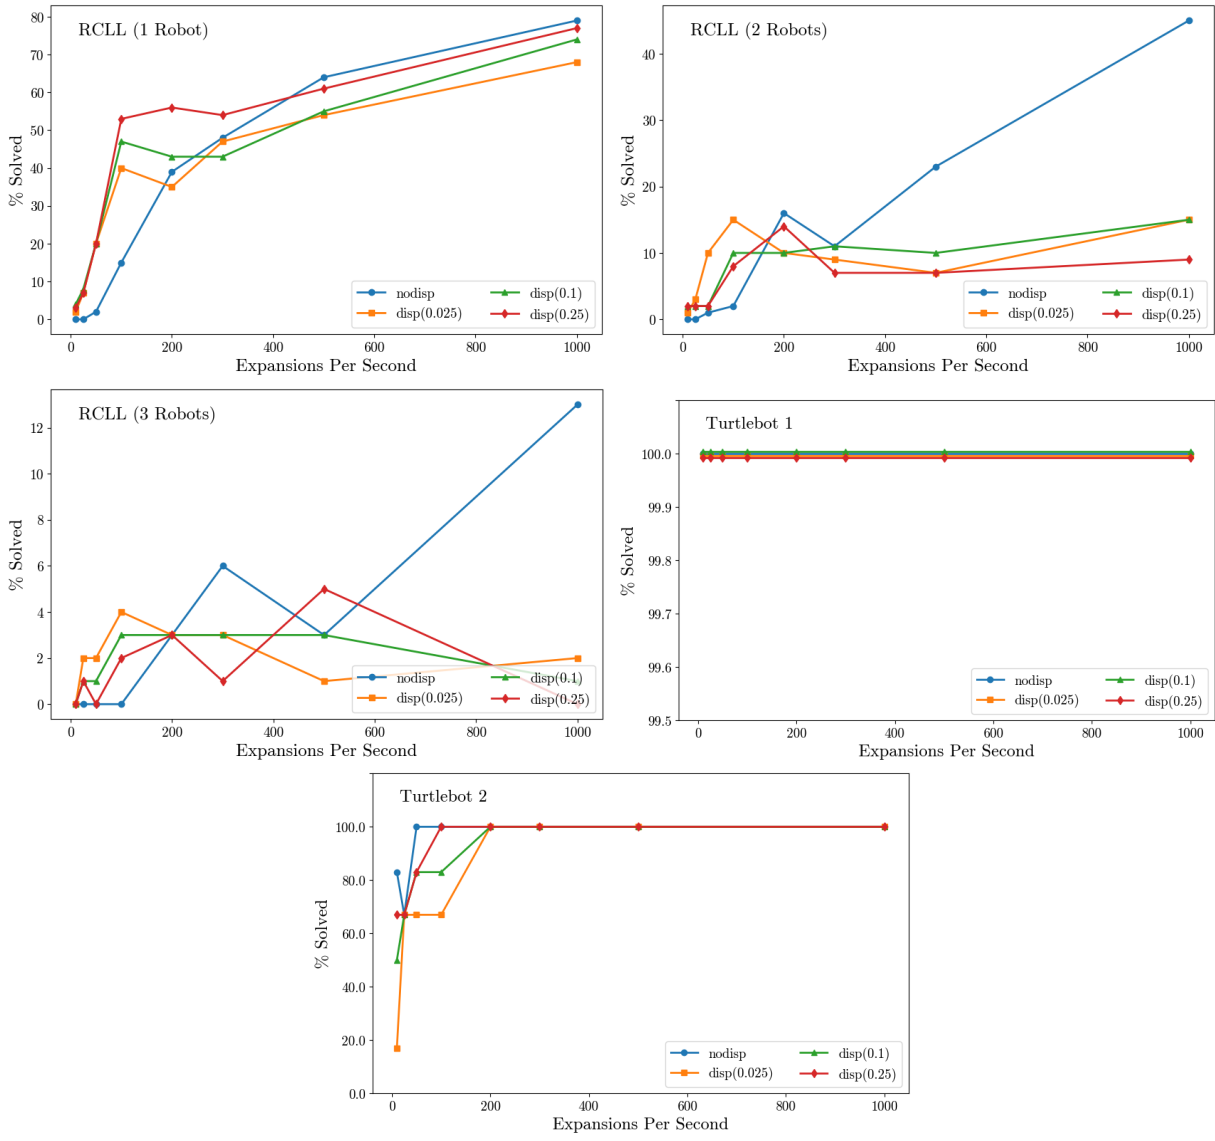 RCLL (1 Robot)
80
70
60
50
40
30
20
10
0
% Solved
nodisp
disp(0.025)
disp(0.1)
disp(0.25)
0 200 400 600 800 1000
Expansions Per Second
RCLL (2 Robots)
40
30
20
10
0
% Solved
nodisp
disp(0.025)
disp(0.1)
disp(0.25)
0 200 400 600 800 1000
Expansions Per Second
RCLL (3 Robots)
12
10
8
6
4
2
0
% Solved
nodisp
disp(0.025)
disp(0.1)
disp(0.25)
0 200 400 600 800 1000
Expansions Per Second
Turtlebot 1
100.0
99.9
99.8
99.7
99.6
99.5
% Solved
nodisp
disp(0.025)
disp(0.1)
disp(0.25)
0 200 400 600 800 1000
Expansions Per Second
Turtlebot 2
100.0
80.0
60.0
40.0
20.0
0.0
% Solved
nodisp
disp(0.025)
disp(0.1)
disp(0.25)
0 200 400 600 800 1000
Expansions Per Second